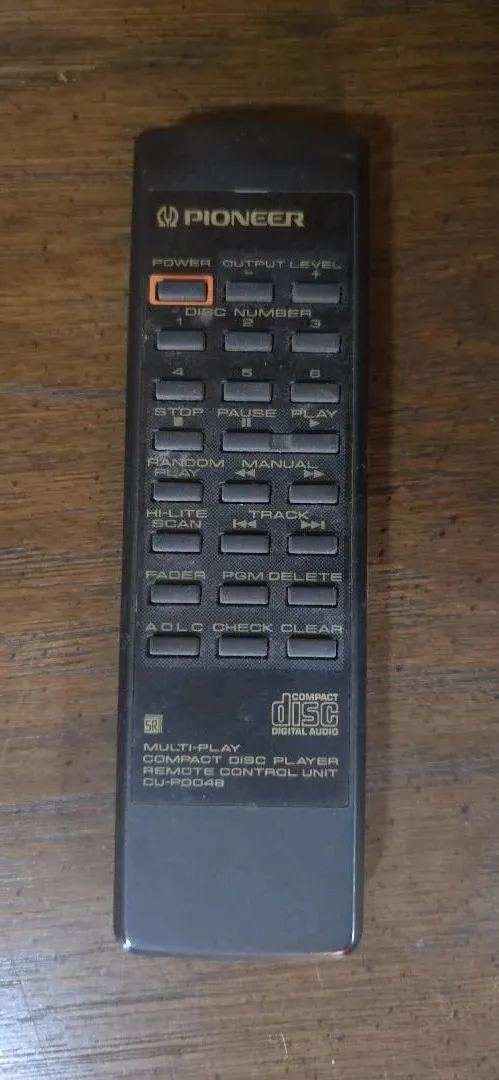 PIONEER
POWER OUTPUT LEVEL
- +
DISC NUMBER
1 2 3
4 5 6
STOP PAUSE PLAY
RANDOM MANUAL
PLAY
HI-LITE TRACK
SCAN
FADER PGM DELETE
A D L C CHECK CLEAR
COMPACT
disc
DIGITAL AUDIO
SR
MULTI-PLAY
COMPACT DISC PLAYER
REMOTE CONTROL UNIT
CU-PD048